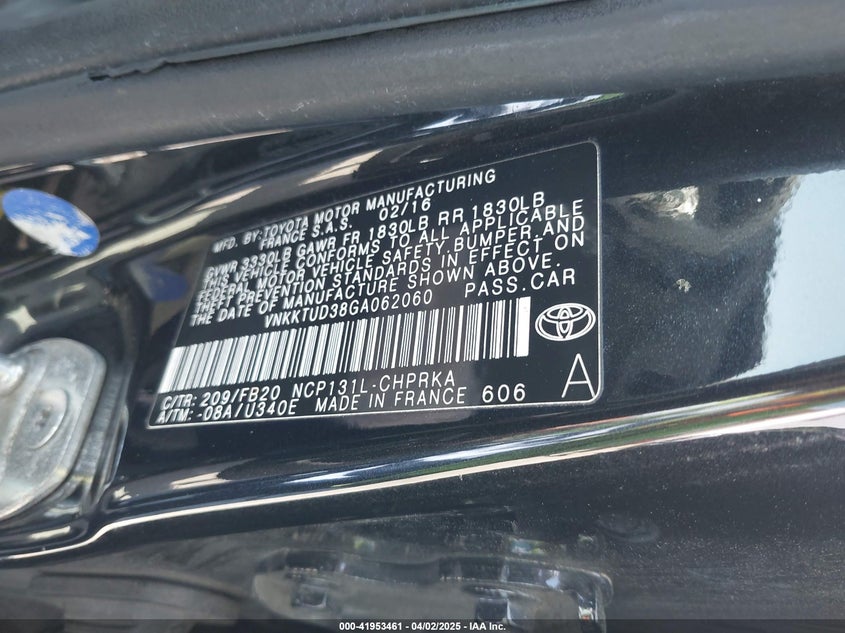 MFD. BY:TOYOTA MOTOR MANUFACTURING
FRANCE S.A.S. 02/16
GVWR 3330LB GAWR FR 1830LB RR 1830LB
THIS VEHICLE CONFORMS TO ALL APPLICABLE
FEDERAL MOTOR VEHICLE SAFETY, BUMPER, AND
THEFT PREVENTION STANDARDS IN EFFECT ON
THE DATE OF MANUFACTURE SHOWN ABOVE.
VNKKTUD38GA062060 PASS.CAR
C/TR: 209/FB20 NCP131L-CHPRKA
A/TM: -08A/U340E MADE IN FRANCE 606
A
000-41953461 - 04/02/2025 - IAA Inc.